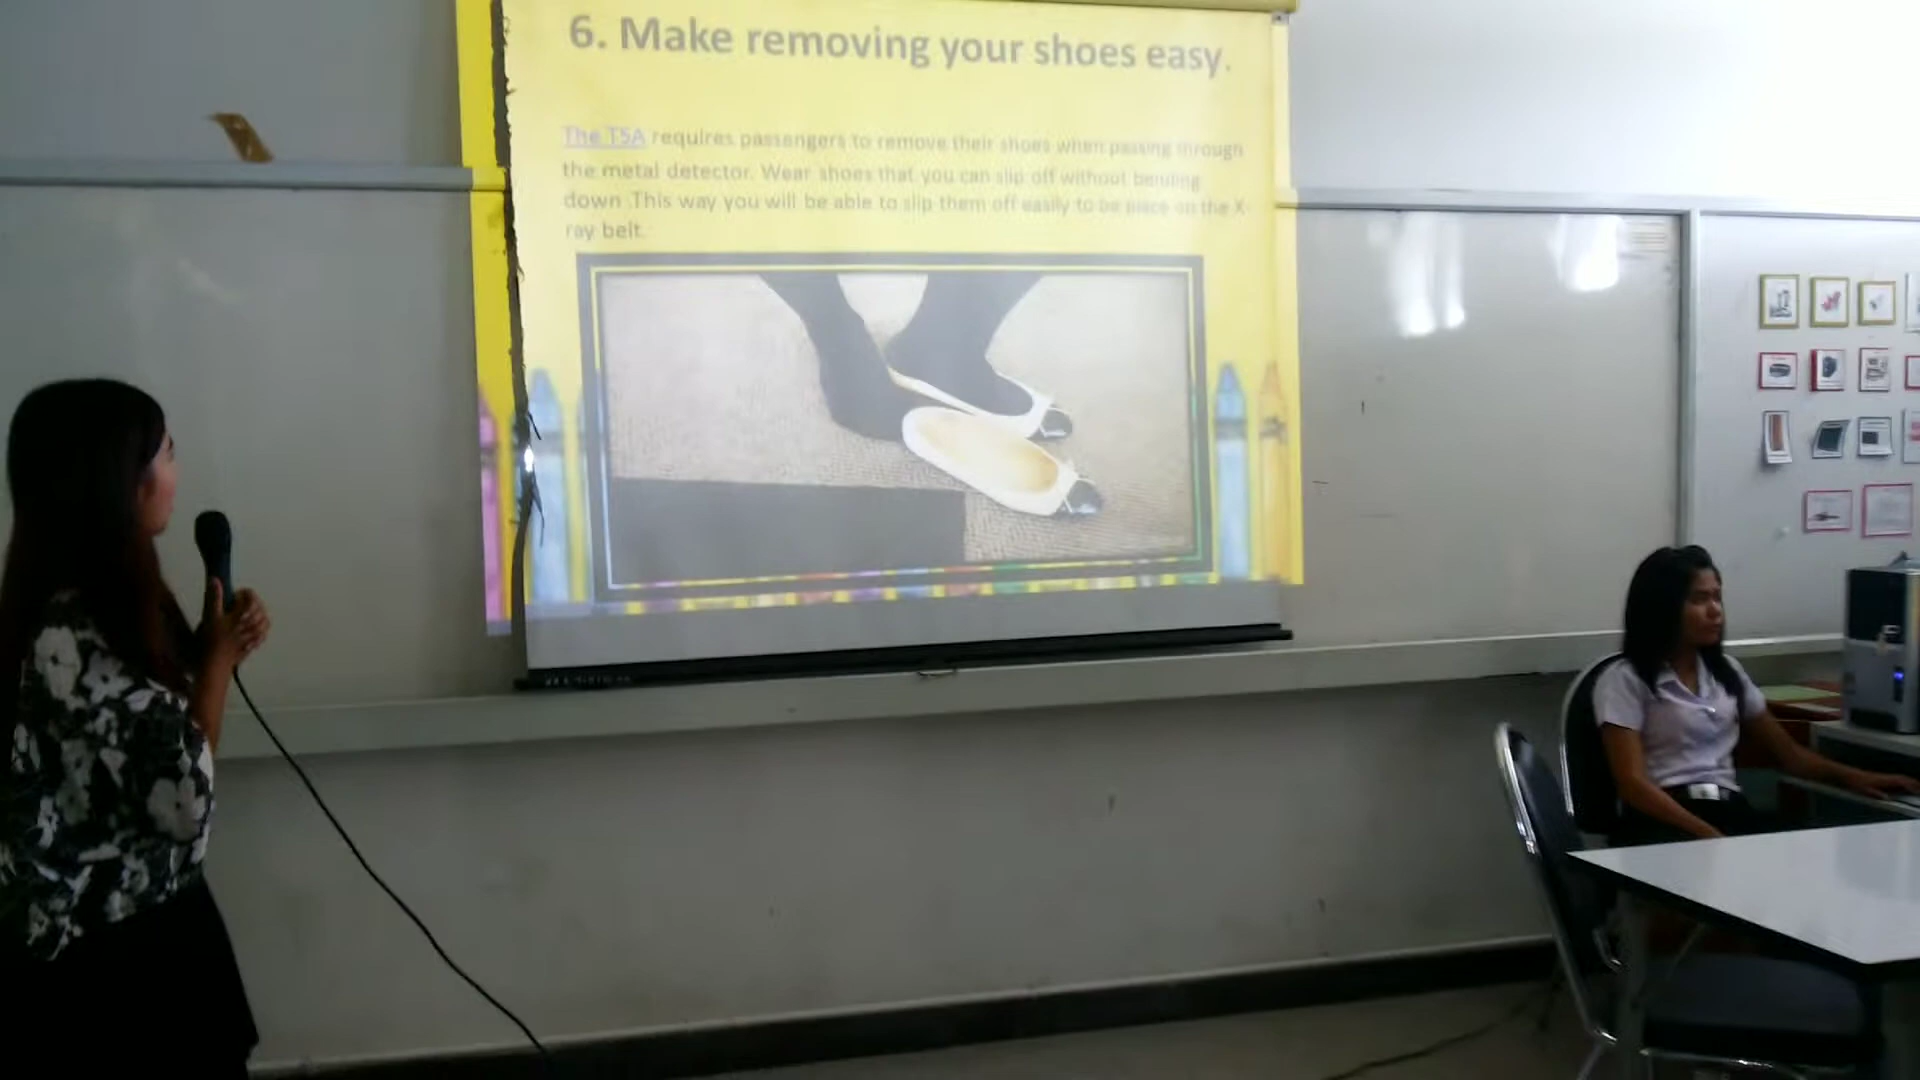 6. Make removing your shoes easy.
The TSA requires passengers to remove their shoes when passing through
the metal detector. Wear shoes that you can slip off without bending
down .This way you will be able to slip them off easily to be place on the X-
ray belt.